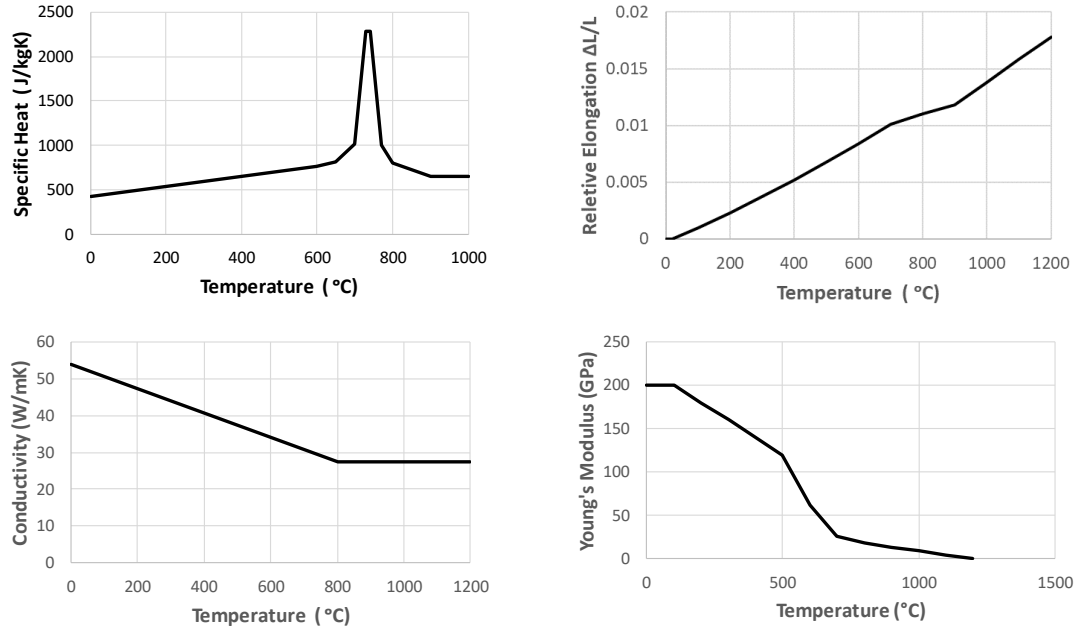 Specific Heat ( J/kgK)
2500
2000
1500
1000
500
0
0 200 400 600 800 1000
Temperature ( °C)
Reletive Elongation ΔL/L
0.02
0.015
0.01
0.005
0
0 200 400 600 800 1000 1200
Temperature ( °C)
Conductivity (W/mK)
60
50
40
30
20
10
0
0 200 400 600 800 1000 1200
Temperature ( °C)
Young's Modulus (GPa)
250
200
150
100
50
0
0 500 1000 1500
Temperature (°C)